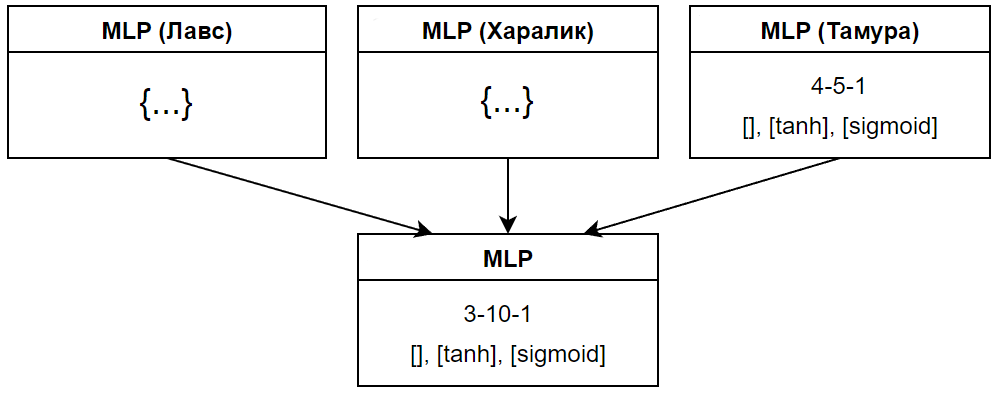 MLP (Лавс)
{...}
MLP (Харалик)
{...}
MLP (Тамура)
4-5-1
[], [tanh], [sigmoid]
MLP
3-10-1
[], [tanh], [sigmoid]